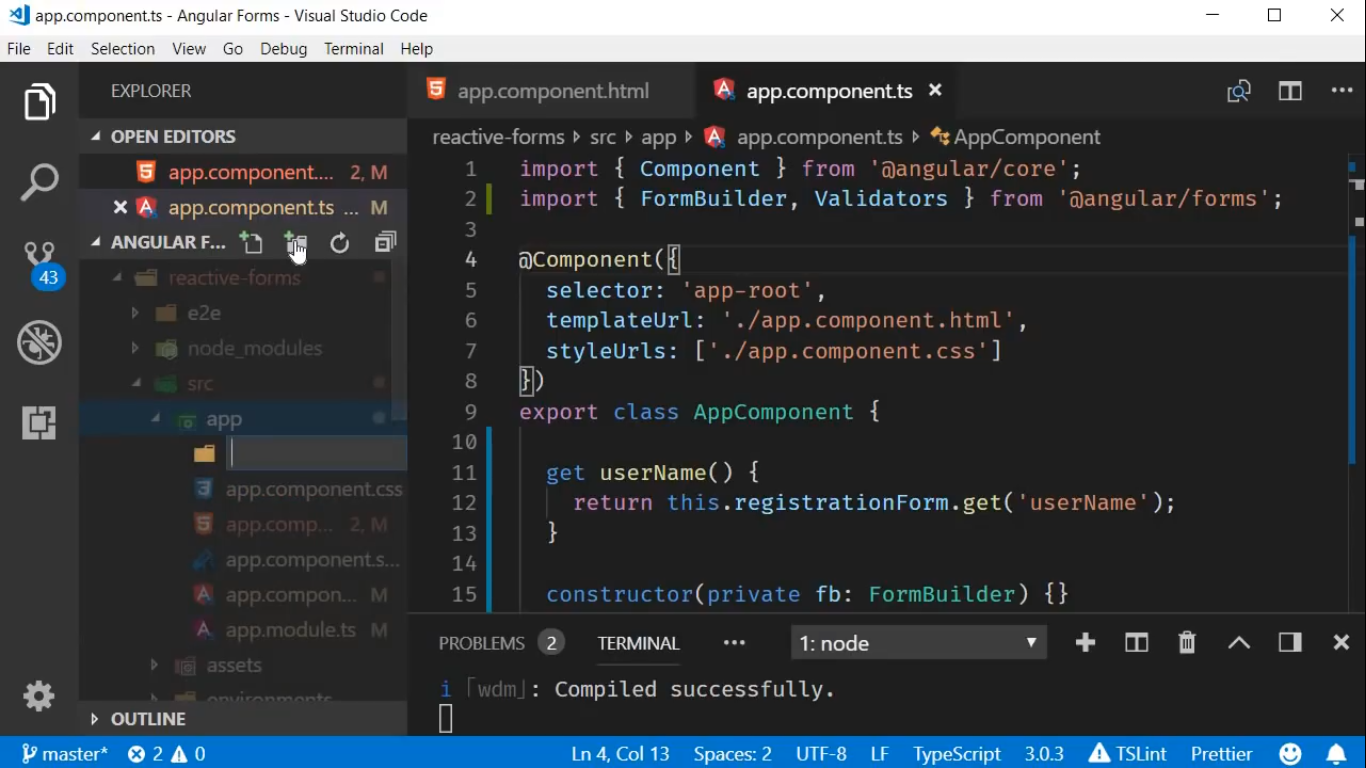 app.component.ts - Angular Forms - Visual Studio Code
File Edit Selection View Go Debug Terminal Help
EXPLORER
app.component.html
app.component.ts
OPEN EDITORS
reactive-forms src app app.component.ts AppComponent
app.component.... 2, M
app.component.ts ... M
ANGULAR F...
43
reactive-forms
e2e
node_modules
src
app
app.component.css
app.comp... 2, M
app.component.s...
app.compon... M
app.module.ts M
assets
environments
OUTLINE
1 import { Component } from '@angular/core';
2 import { FormBuilder, Validators } from '@angular/forms';
3
4 @Component({
5 selector: 'app-root',
6 templateUrl: './app.component.html',
7 styleUrls: ['./app.component.css']
8 })
9 export class AppComponent {
10
11 get userName() {
12 return this.registrationForm.get('userName');
13 }
14
15 constructor(private fb: FormBuilder) {}
PROBLEMS 2 TERMINAL ... 1: node
i ｢wdm｣: Compiled successfully.
master* 2 0 Ln 4, Col 13 Spaces: 2 UTF-8 LF TypeScript 3.0.3 TSLint Prettier